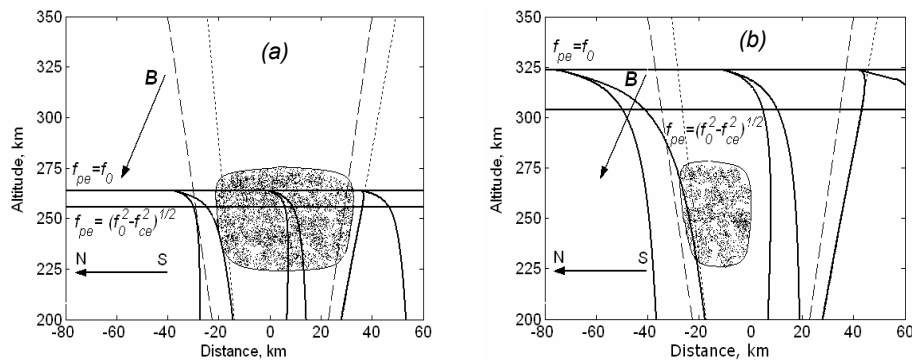 (a)
B
f_pe=f_0
f_pe=(f_0^2-f_ce^2)^1/2
N S
350
325
300
275
250
225
200
-80 -60 -40 -20 0 20 40 60
Altitude, km
Distance, km
(b)
f_pe=f_0
B
f_pe=(f_0^2-f_ce^2)^1/2
N S
350
325
300
275
250
225
200
-80 -60 -40 -20 0 20 40 60
Altitude, km
Distance, km